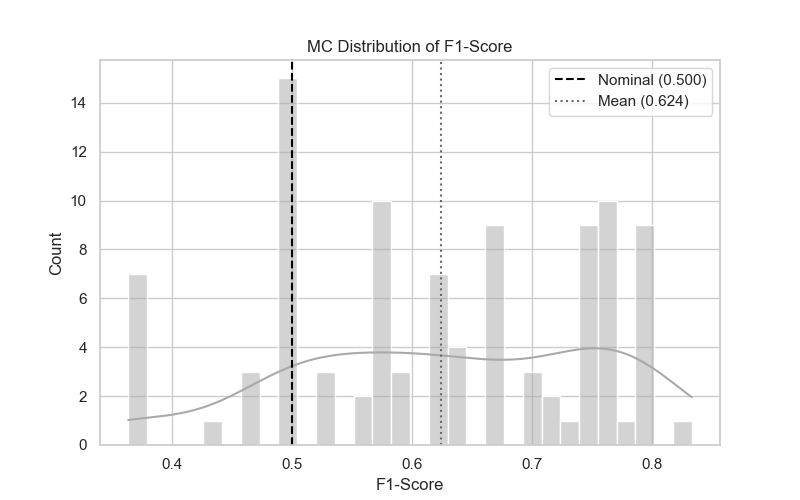 MC Distribution of F1-Score
Nominal (0.500)
Mean (0.624)
Count
14
12
10
8
6
4
2
0
0.4 0.5 0.6 0.7 0.8
F1-Score